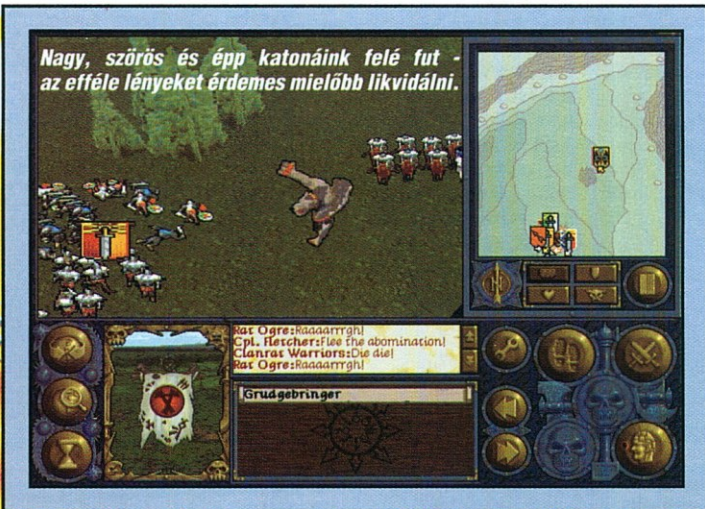 Nagy, szörös és épp katonáink felé fut -
az efféle lényeket érdemes mielőbb likvidálni.
Rat Ogre:Raaaarrrgh!
Cpl. Fletcher:Flee the abomination!
Clanrat Warriors:Die die!
Rat Ogre:Raaaarrrgh!
Grudgebringer